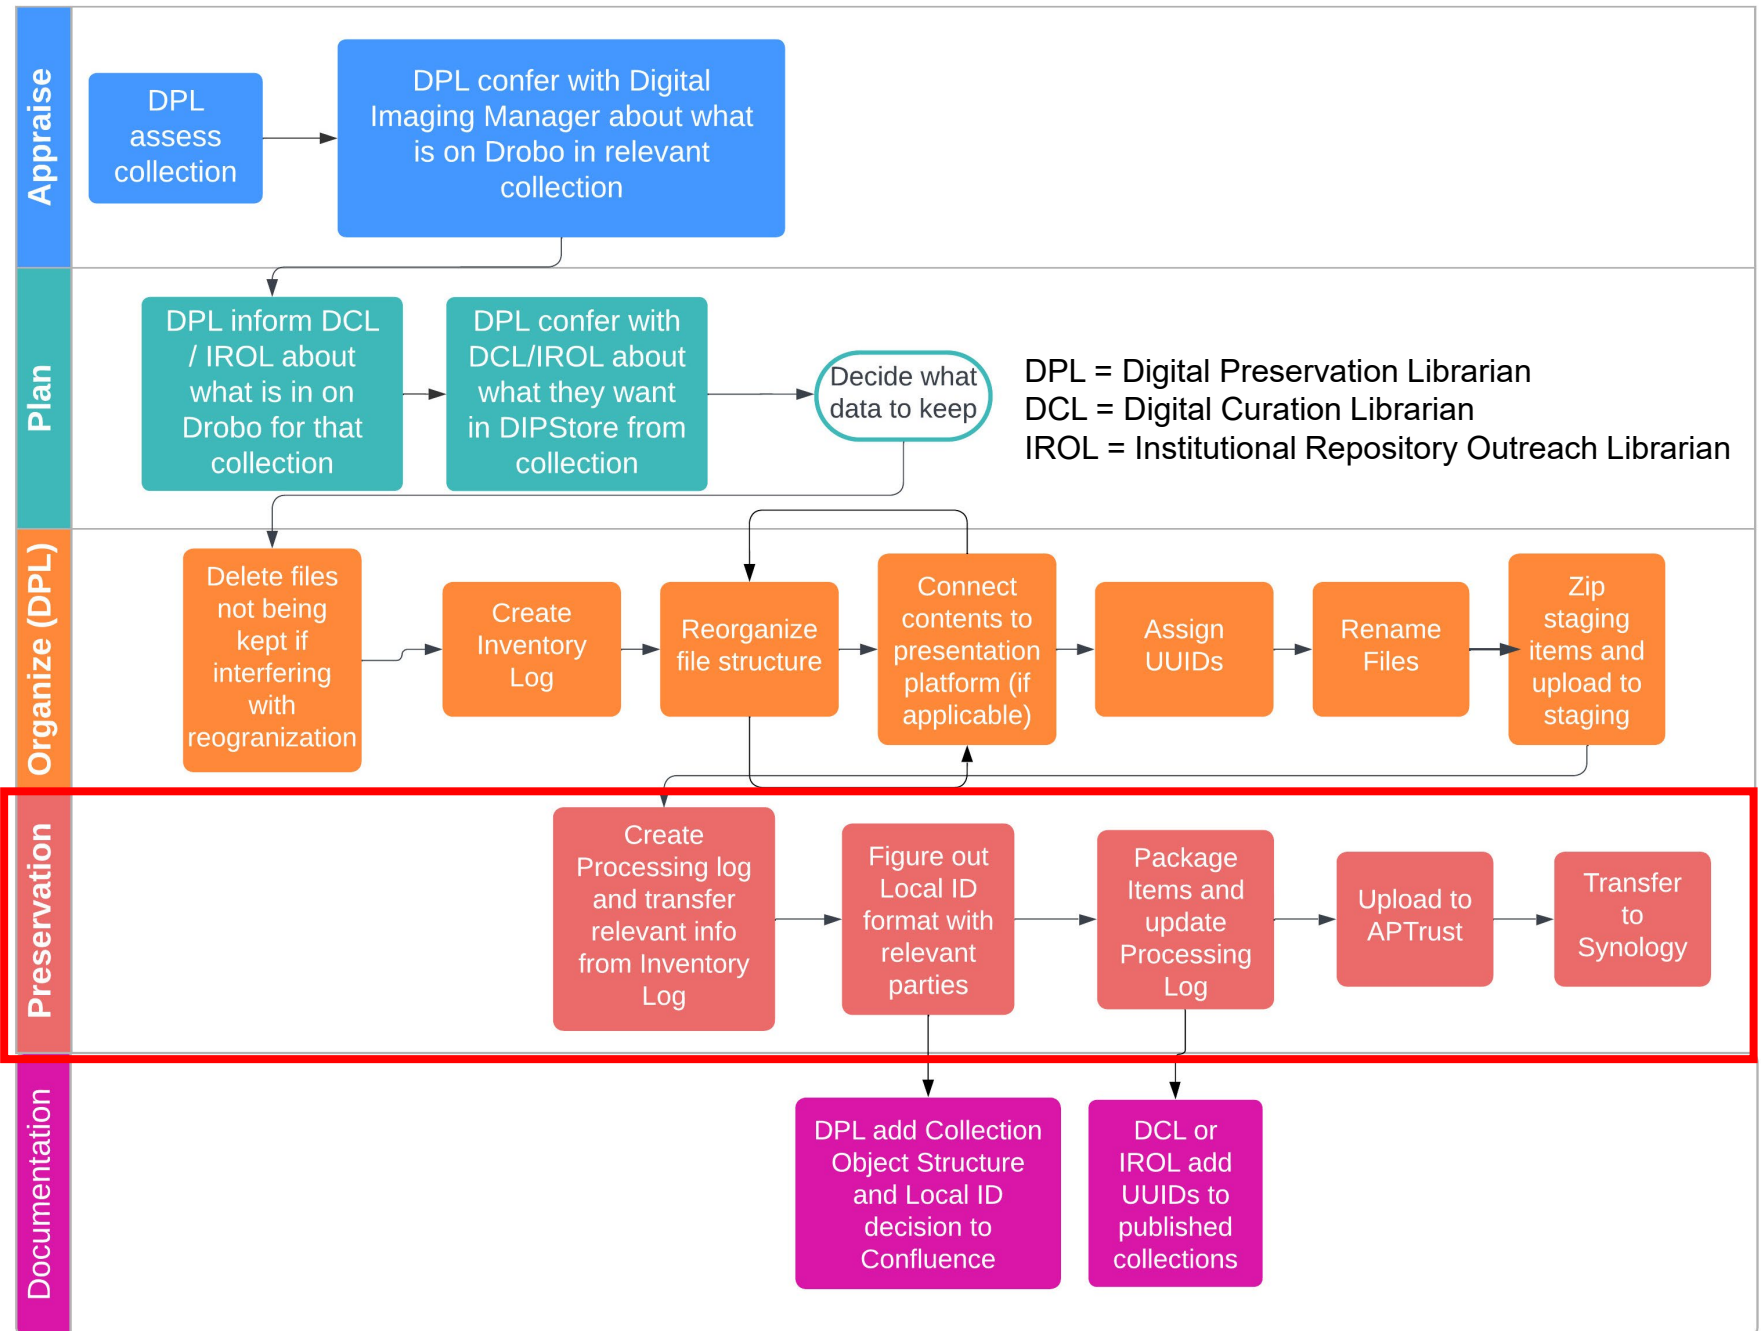 Appraise
DPL
assess
collection
DPL confer with Digital
Imaging Manager about what
is on Drobo in relevant
collection
Plan
DPL inform DCL
/ IROL about
what is in on
Drobo for that
collection
DPL confer with
DCL/IROL about
what they want
in DIPStore from
collection
Decide what
data to keep
DPL = Digital Preservation Librarian
DCL = Digital Curation Librarian
IROL = Institutional Repository Outreach Librarian
Organize (DPL)
Delete files
not being
kept if
interfering
with
reogranization
Create
Inventory
Log
Reorganize
file structure
Connect
contents to
presentation
platform (if
applicable)
Assign
UUIDs
Rename
Files
Zip
staging
items and
upload to
staging
Preservation
Create
Processing log
and transfer
relevant info
from Inventory
Log
Figure out
Local ID
format with
relevant
parties
Package
Items and
update
Processing
Log
Upload to
APTrust
Transfer
to
Synology
Documentation
DPL add Collection
Object Structure
and Local ID
decision to
Confluence
DCL or
IROL add
UUIDs to
published
collections